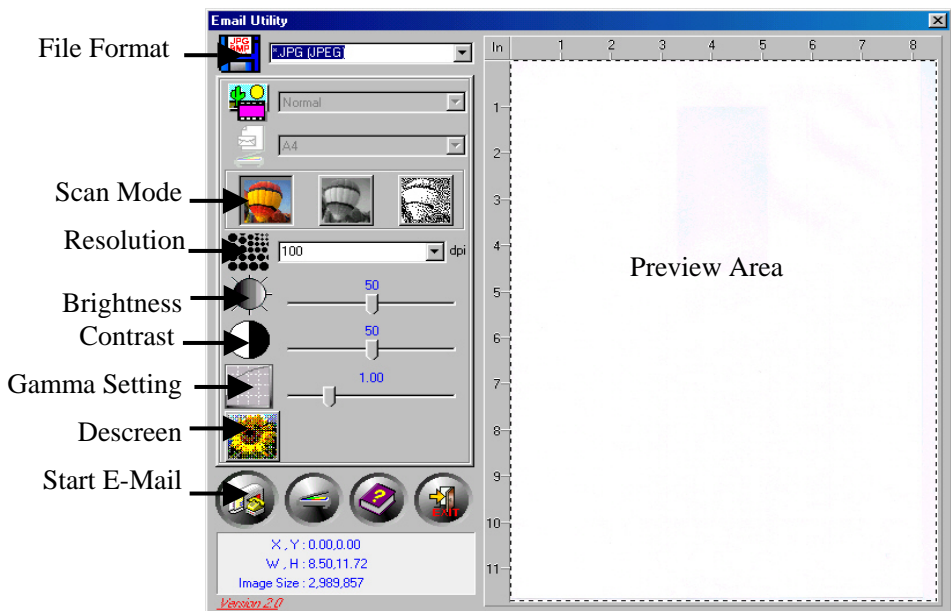 Email Utility
File Format
JPG
BMP
*.JPG (JPEG)
Normal
A4
Scan Mode
Resolution
100
dpi
Brightness
50
Contrast
50
Gamma Setting
1.00
Descreen
Start E-Mail
?
EXIT
X , Y : 0.00,0.00
W , H : 8.50,11.72
Image Size : 2,989,857
Version 2.0
In 1 2 3 4 5 6 7 8
1
2
3
4
Preview Area
5
6
7
8
9
10
11